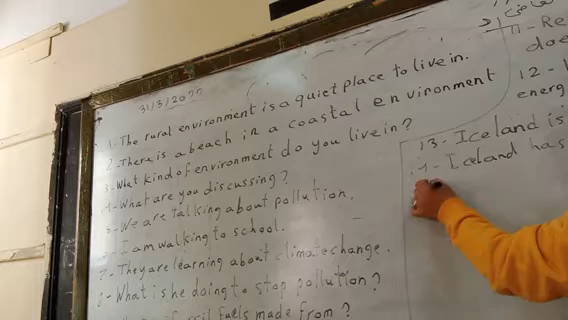 31/3/2022
1- The rural environment is a quiet place to live in.
2- There is a beach in a coastal environment
3- What kind of environment do you live in?
4- What are you discussing?
5- We are talking about pollution.
6- I am walking to school.
7- They are learning about climate change.
8- What is he doing to stop pollution?
fuels made from?
11- Re
doe
12-
energ
13- Iceland is
14- Iceland has